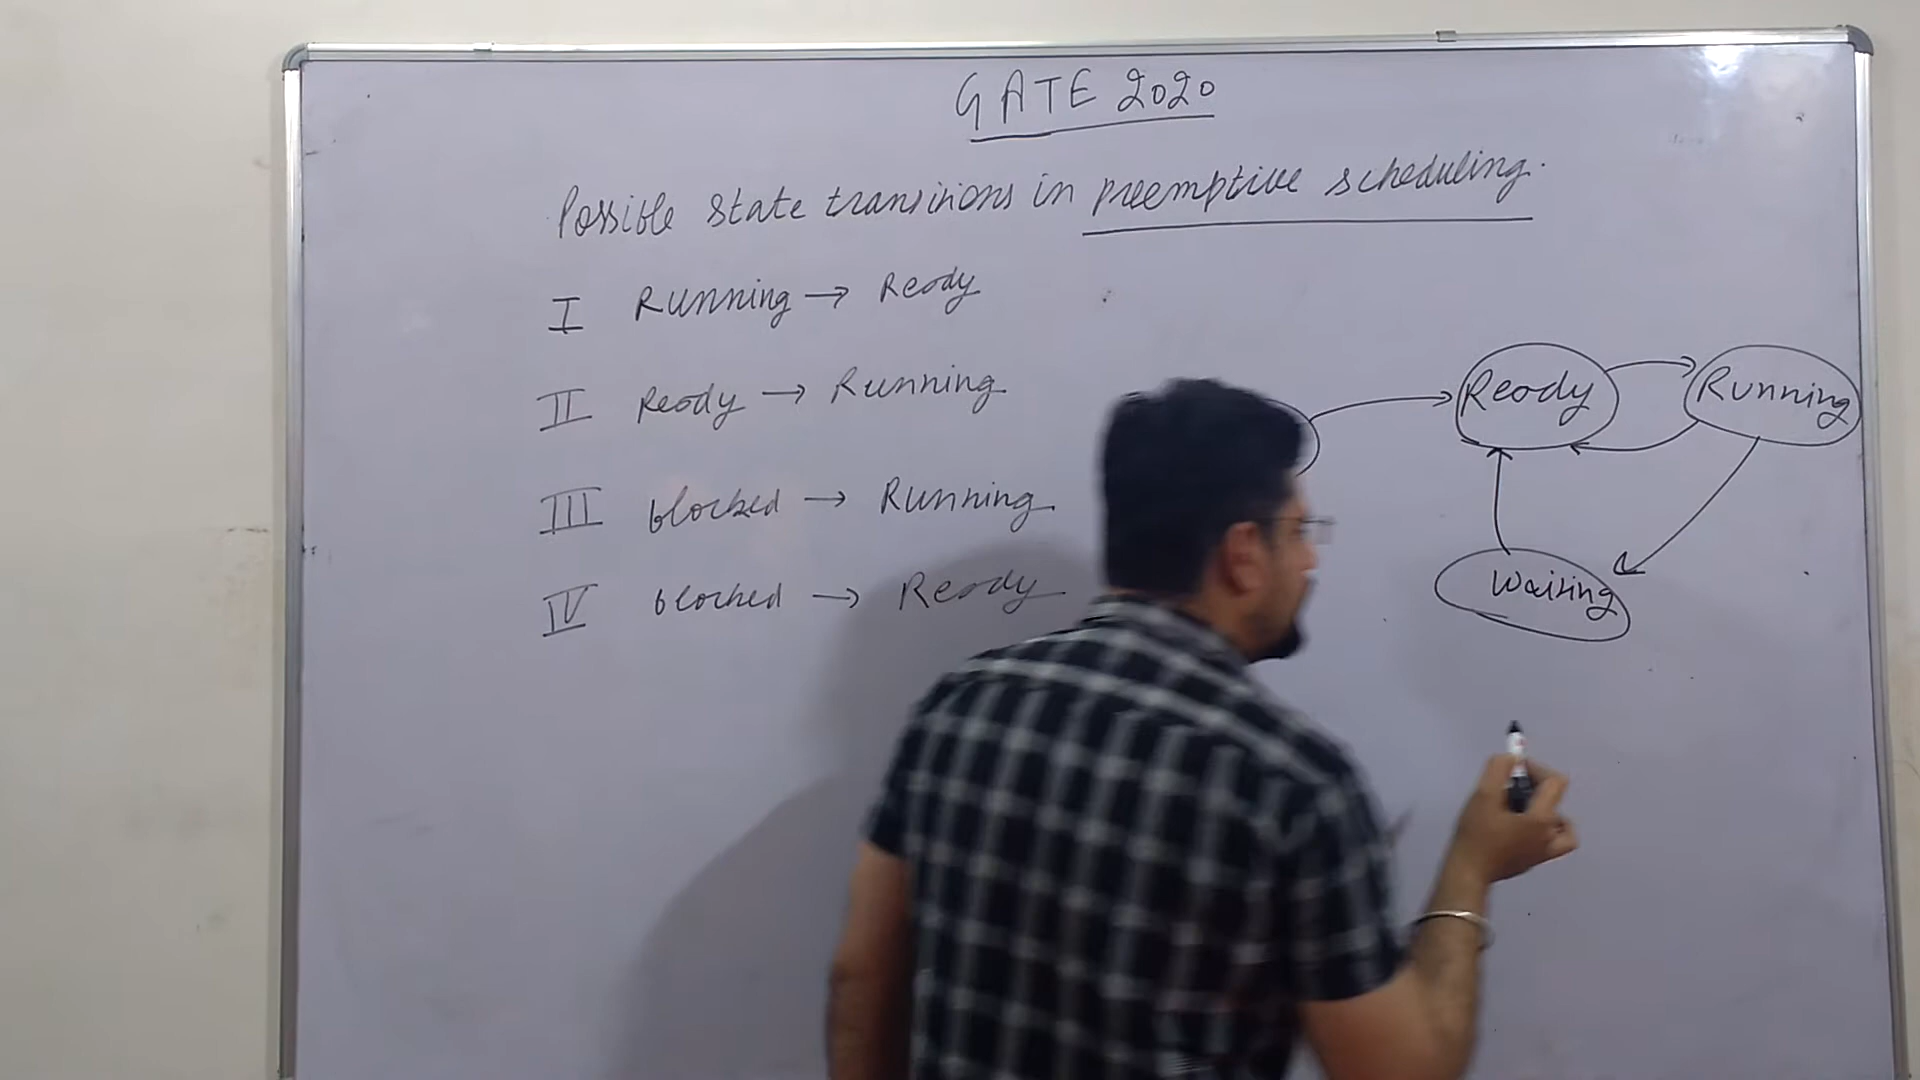 GATE 2020
Possible state transitions in preemptive scheduling.
I Running → Ready
II Ready → Running
III blocked → Running
IV blocked → Ready
Ready
Running
Waiting